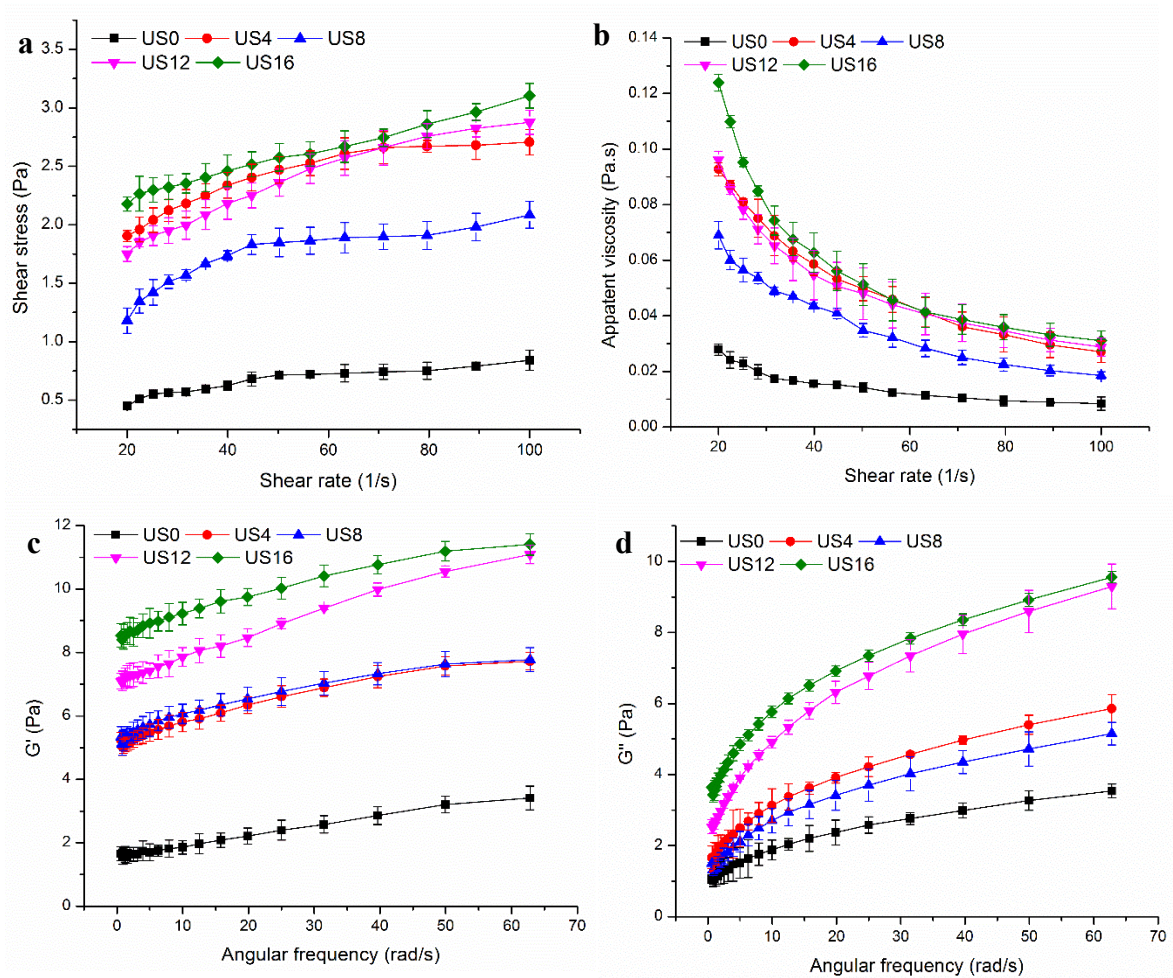 a
US0 US4 US8
US12 US16
3.5
3.0
2.5
2.0
1.5
1.0
0.5
Shear stress (Pa)
20 40 60 80 100
Shear rate (1/s)
b
US0 US4 US8
US12 US16
0.14
0.12
0.10
0.08
0.06
0.04
0.02
0.00
Appatent viscosity (Pa.s)
20 40 60 80 100
Shear rate (1/s)
c
US0 US4 US8
US12 US16
12
10
8
6
4
2
0
G' (Pa)
0 10 20 30 40 50 60 70
Angular frequency (rad/s)
d
US0 US4 US8
US12 US16
10
8
6
4
2
0
G'' (Pa)
0 10 20 30 40 50 60 70
Angular frequency (rad/s)